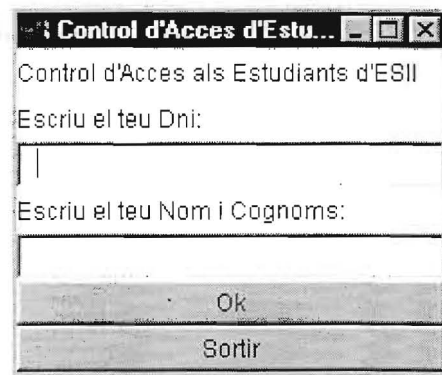 Control d'Acces d'Estu...
Control d'Acces als Estudiants d'ESII
Escriu el teu Dni:
Escriu el teu Nom i Cognoms:
Ok
Sortir